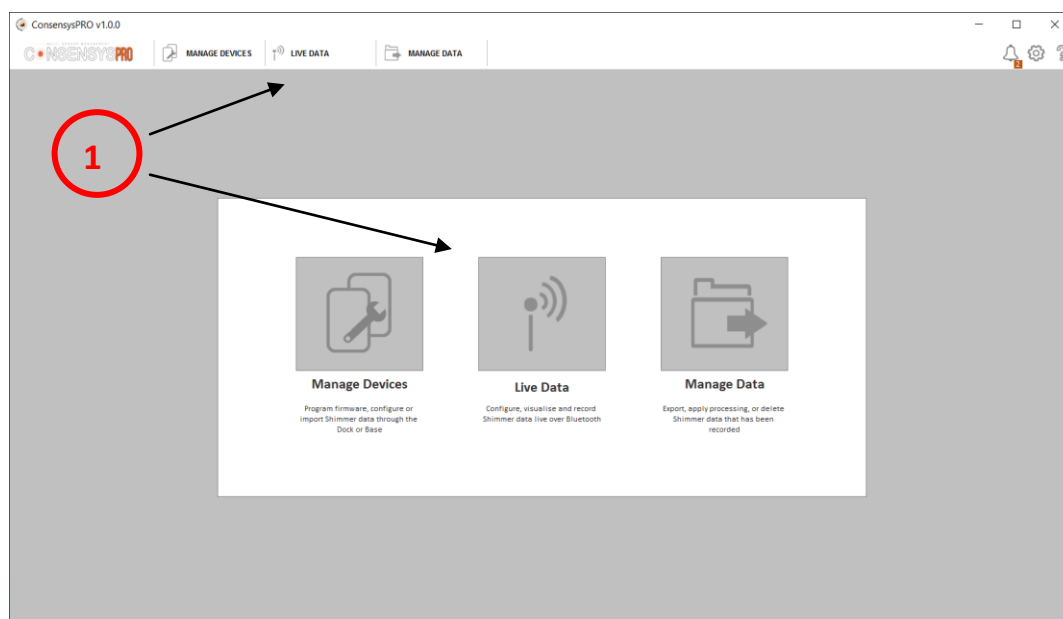 ConsensysPRO v1.0.0
CONSENSYSPRO
MANAGE DEVICES
LIVE DATA
MANAGE DATA
2
1
Manage Devices
Program firmware, configure or
import Shimmer data through the
Dock or Base
Live Data
Configure, visualise and record
Shimmer data live over Bluetooth
Manage Data
Export, apply processing, or delete
Shimmer data that has been
recorded